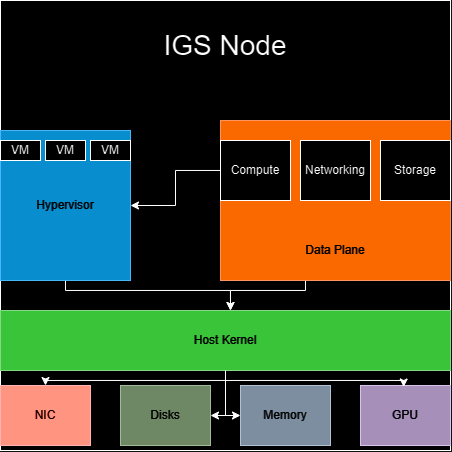 IGS Node
VM VM VM
Compute Networking Storage
Hypervisor
Data Plane
Host Kernel
NIC Disks Memory GPU